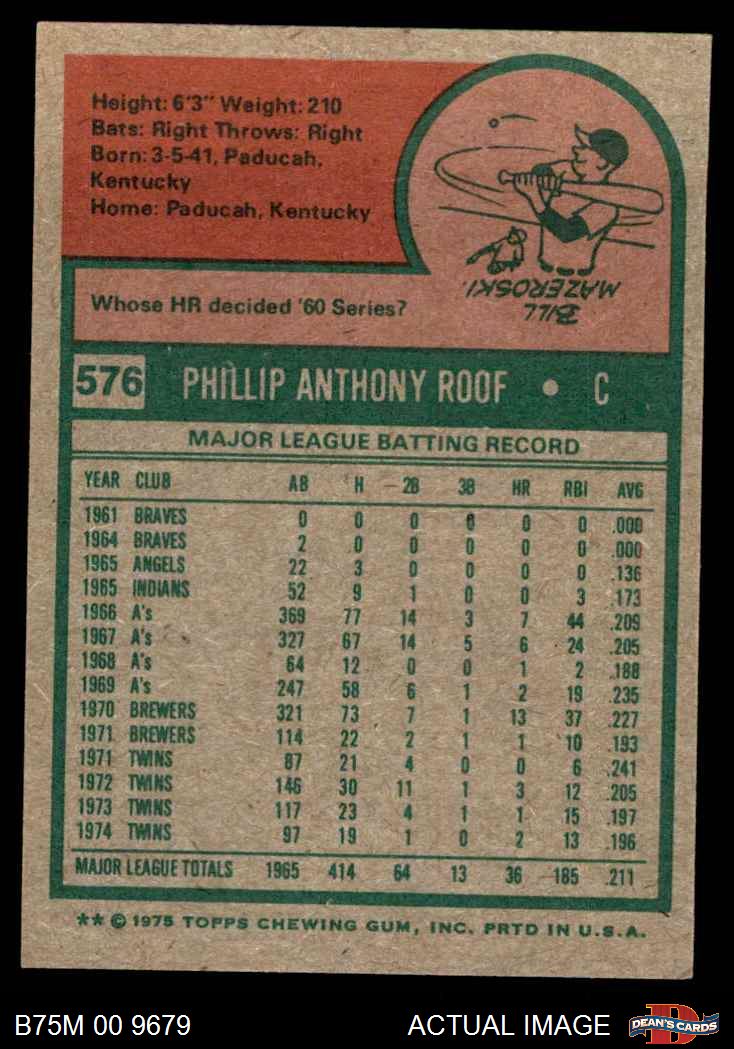 Height: 6'3" Weight: 210
Bats: Right Throws: Right
Born: 3-5-41, Paducah,
Kentucky
Home: Paducah, Kentucky
Whose HR decided '60 Series?
BILL
MAZEROSKI.
576 PHILLIP ANTHONY ROOF • C
MAJOR LEAGUE BATTING RECORD
YEAR CLUB AB H 2B 3B HR RBI AVG
1961 BRAVES 0 0 0 0 0 0 .000
1964 BRAVES 2 0 0 0 0 0 .000
1965 ANGELS 22 3 0 0 0 0 .136
1965 INDIANS 52 9 1 0 0 3 .173
1966 A's 369 77 14 3 7 44 .209
1967 A's 327 67 14 5 6 24 .205
1968 A's 64 12 0 0 1 2 .188
1969 A's 247 58 6 1 2 19 .235
1970 BREWERS 321 73 7 1 13 37 .227
1971 BREWERS 114 22 2 1 1 10 .193
1971 TWINS 87 21 4 0 0 6 .241
1972 TWINS 146 30 11 1 3 12 .205
1973 TWINS 117 23 4 1 1 15 .197
1974 TWINS 97 19 1 0 2 13 .196
MAJOR LEAGUE TOTALS 1965 414 64 13 36 185 .211
** © 1975 TOPPS CHEWING GUM, INC. PRTD IN U.S.A.
B75M 00 9679 ACTUAL IMAGE DEAN'S CARDS